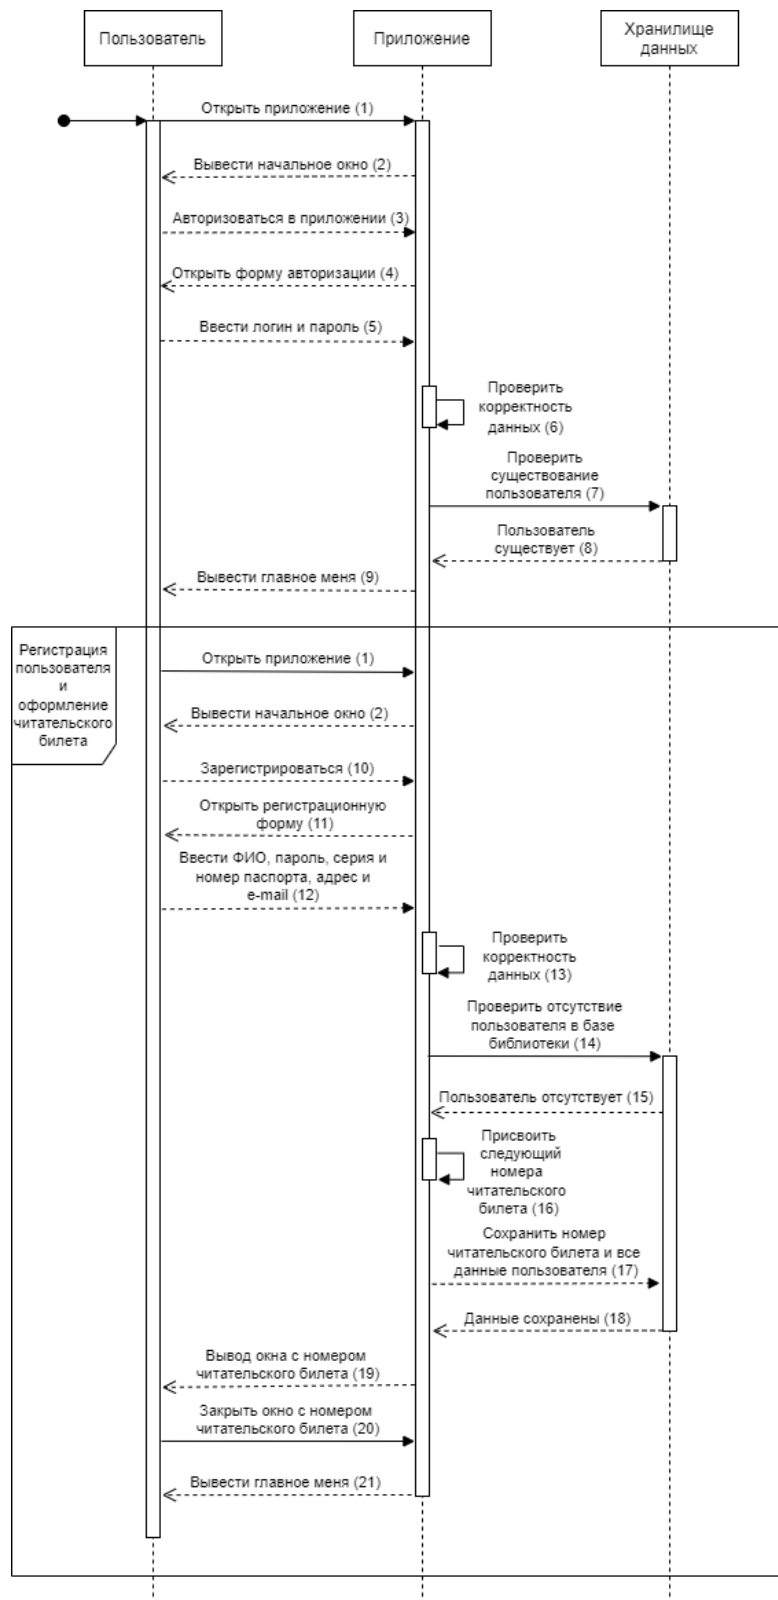 Пользователь
Приложение
Хранилище
данных
Открыть приложение (1)
Вывести начальное окно (2)
Авторизоваться в приложении (3)
Открыть форму авторизации (4)
Ввести логин и пароль (5)
Проверить
корректность
данных (6)
Проверить
существование
пользователя (7)
Пользователь
существует (8)
Вывести главное меня (9)
Регистрация
пользователя
и
оформление
читательского
билета
Открыть приложение (1)
Вывести начальное окно (2)
Зарегистрироваться (10)
Открыть регистрационную
форму (11)
Ввести ФИО, пароль, серия и
номер паспорта, адрес и
e-mail (12)
Проверить
корректность
данных (13)
Проверить отсутствие
пользователя в базе
библиотеки (14)
Пользователь отсутствует (15)
Присвоить
следующий
номера
читательского
билета (16)
Сохранить номер
читательского билета и все
данные пользователя (17)
Данные сохранены (18)
Вывод окна с номером
читательского билета (19)
Закрыть окно с номером
читательского билета (20)
Вывести главное меня (21)